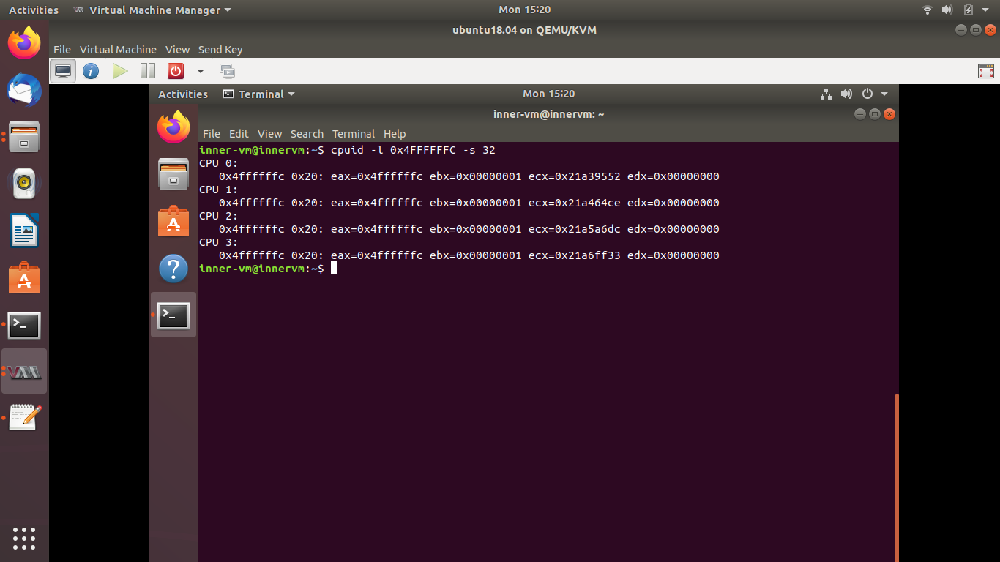 Activities Virtual Machine Manager Mon 15:20
ubuntu18.04 on QEMU/KVM
File Virtual Machine View Send Key
Activities Terminal Mon 15:20
inner-vm@innervm: ~
File Edit View Search Terminal Help
inner-vm@innervm:~$ cpuid -l 0x4FFFFFFC -s 32
CPU 0:
   0x4ffffffc 0x20: eax=0x4ffffffc ebx=0x00000001 ecx=0x21a39552 edx=0x00000000
CPU 1:
   0x4ffffffc 0x20: eax=0x4ffffffc ebx=0x00000001 ecx=0x21a464ce edx=0x00000000
CPU 2:
   0x4ffffffc 0x20: eax=0x4ffffffc ebx=0x00000001 ecx=0x21a5a6dc edx=0x00000000
CPU 3:
   0x4ffffffc 0x20: eax=0x4ffffffc ebx=0x00000001 ecx=0x21a6ff33 edx=0x00000000
inner-vm@innervm:~$